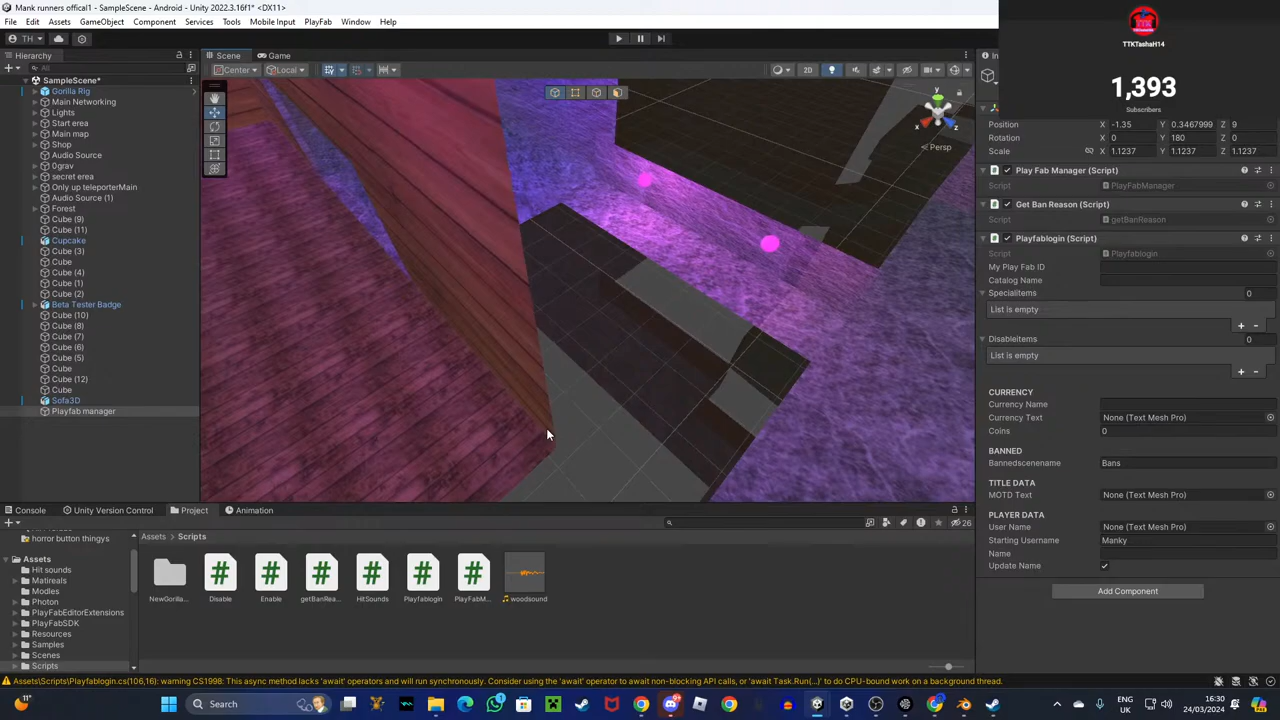 Mank runners offical1 - SampleScene - Android - Unity 2022.3.16f1* <DX11>
File Edit Assets GameObject Services Component Tools Mobile Input PlayFab Window Help
TH
Hierarchy
All
SampleScene*
Gorilla Rig
Main Networking
Lights
Start erea
Main map
Shop
Audio Source
0grav
secret erea
Only up teleporterMain
Audio Source (1)
Forest
Cube (9)
Cube (11)
Cupcake
Cube (3)
Cube
Cube (4)
Cube (1)
Cube (2)
Beta Tester Badge
Cube (10)
Cube (8)
Cube (7)
Cube (6)
Cube (5)
Cube
Cube (12)
Cube
Sofa3D
Playfab manager
Scene Game
Center Local 2D
x y z
Persp
TTKTashaH14
1,393
Subscribers
Position X -1.35 Y 0.3467999 Z 9
Rotation X 0 Y 180 Z 0
Scale X 1.1237 Y 1.1237 Z 1.1237
Play Fab Manager (Script)
Script PlayFabManager
Get Ban Reason (Script)
Script getBanReason
Playfablogin (Script)
Script Playfablogin
My Play Fab ID
Catalog Name
Specialitems 0
List is empty
Disableitems 0
List is empty
CURRENCY
Currency Name
Currency Text None (Text Mesh Pro)
Coins 0
BANNED
Bannedscenename Bans
TITLE DATA
MOTD Text None (Text Mesh Pro)
PLAYER DATA
User Name None (Text Mesh Pro)
Starting Username Manky
Name
Update Name
Add Component
Console Unity Version Control Project Animation
26
horror button thingys
Assets
Hit sounds
Matireals
Modles
Photon
PlayFabEditorExtensions
PlayFabSDK
Resources
Samples
Scenes
Scripts
Assets > Scripts
NewGorilla... Disable Enable getBanRea... HitSounds Playfablogin PlayFabM... woodsound
Assets\Scripts\Playfablogin.cs(106,16): warning CS1998: This async method lacks 'await' operators and will run synchronously. Consider using the 'await' operator to await non-blocking API calls, or 'await Task.Run(...)' to do CPU-bound work on a background thread.
11°
Search
ENG
UK
16:30
24/03/2024